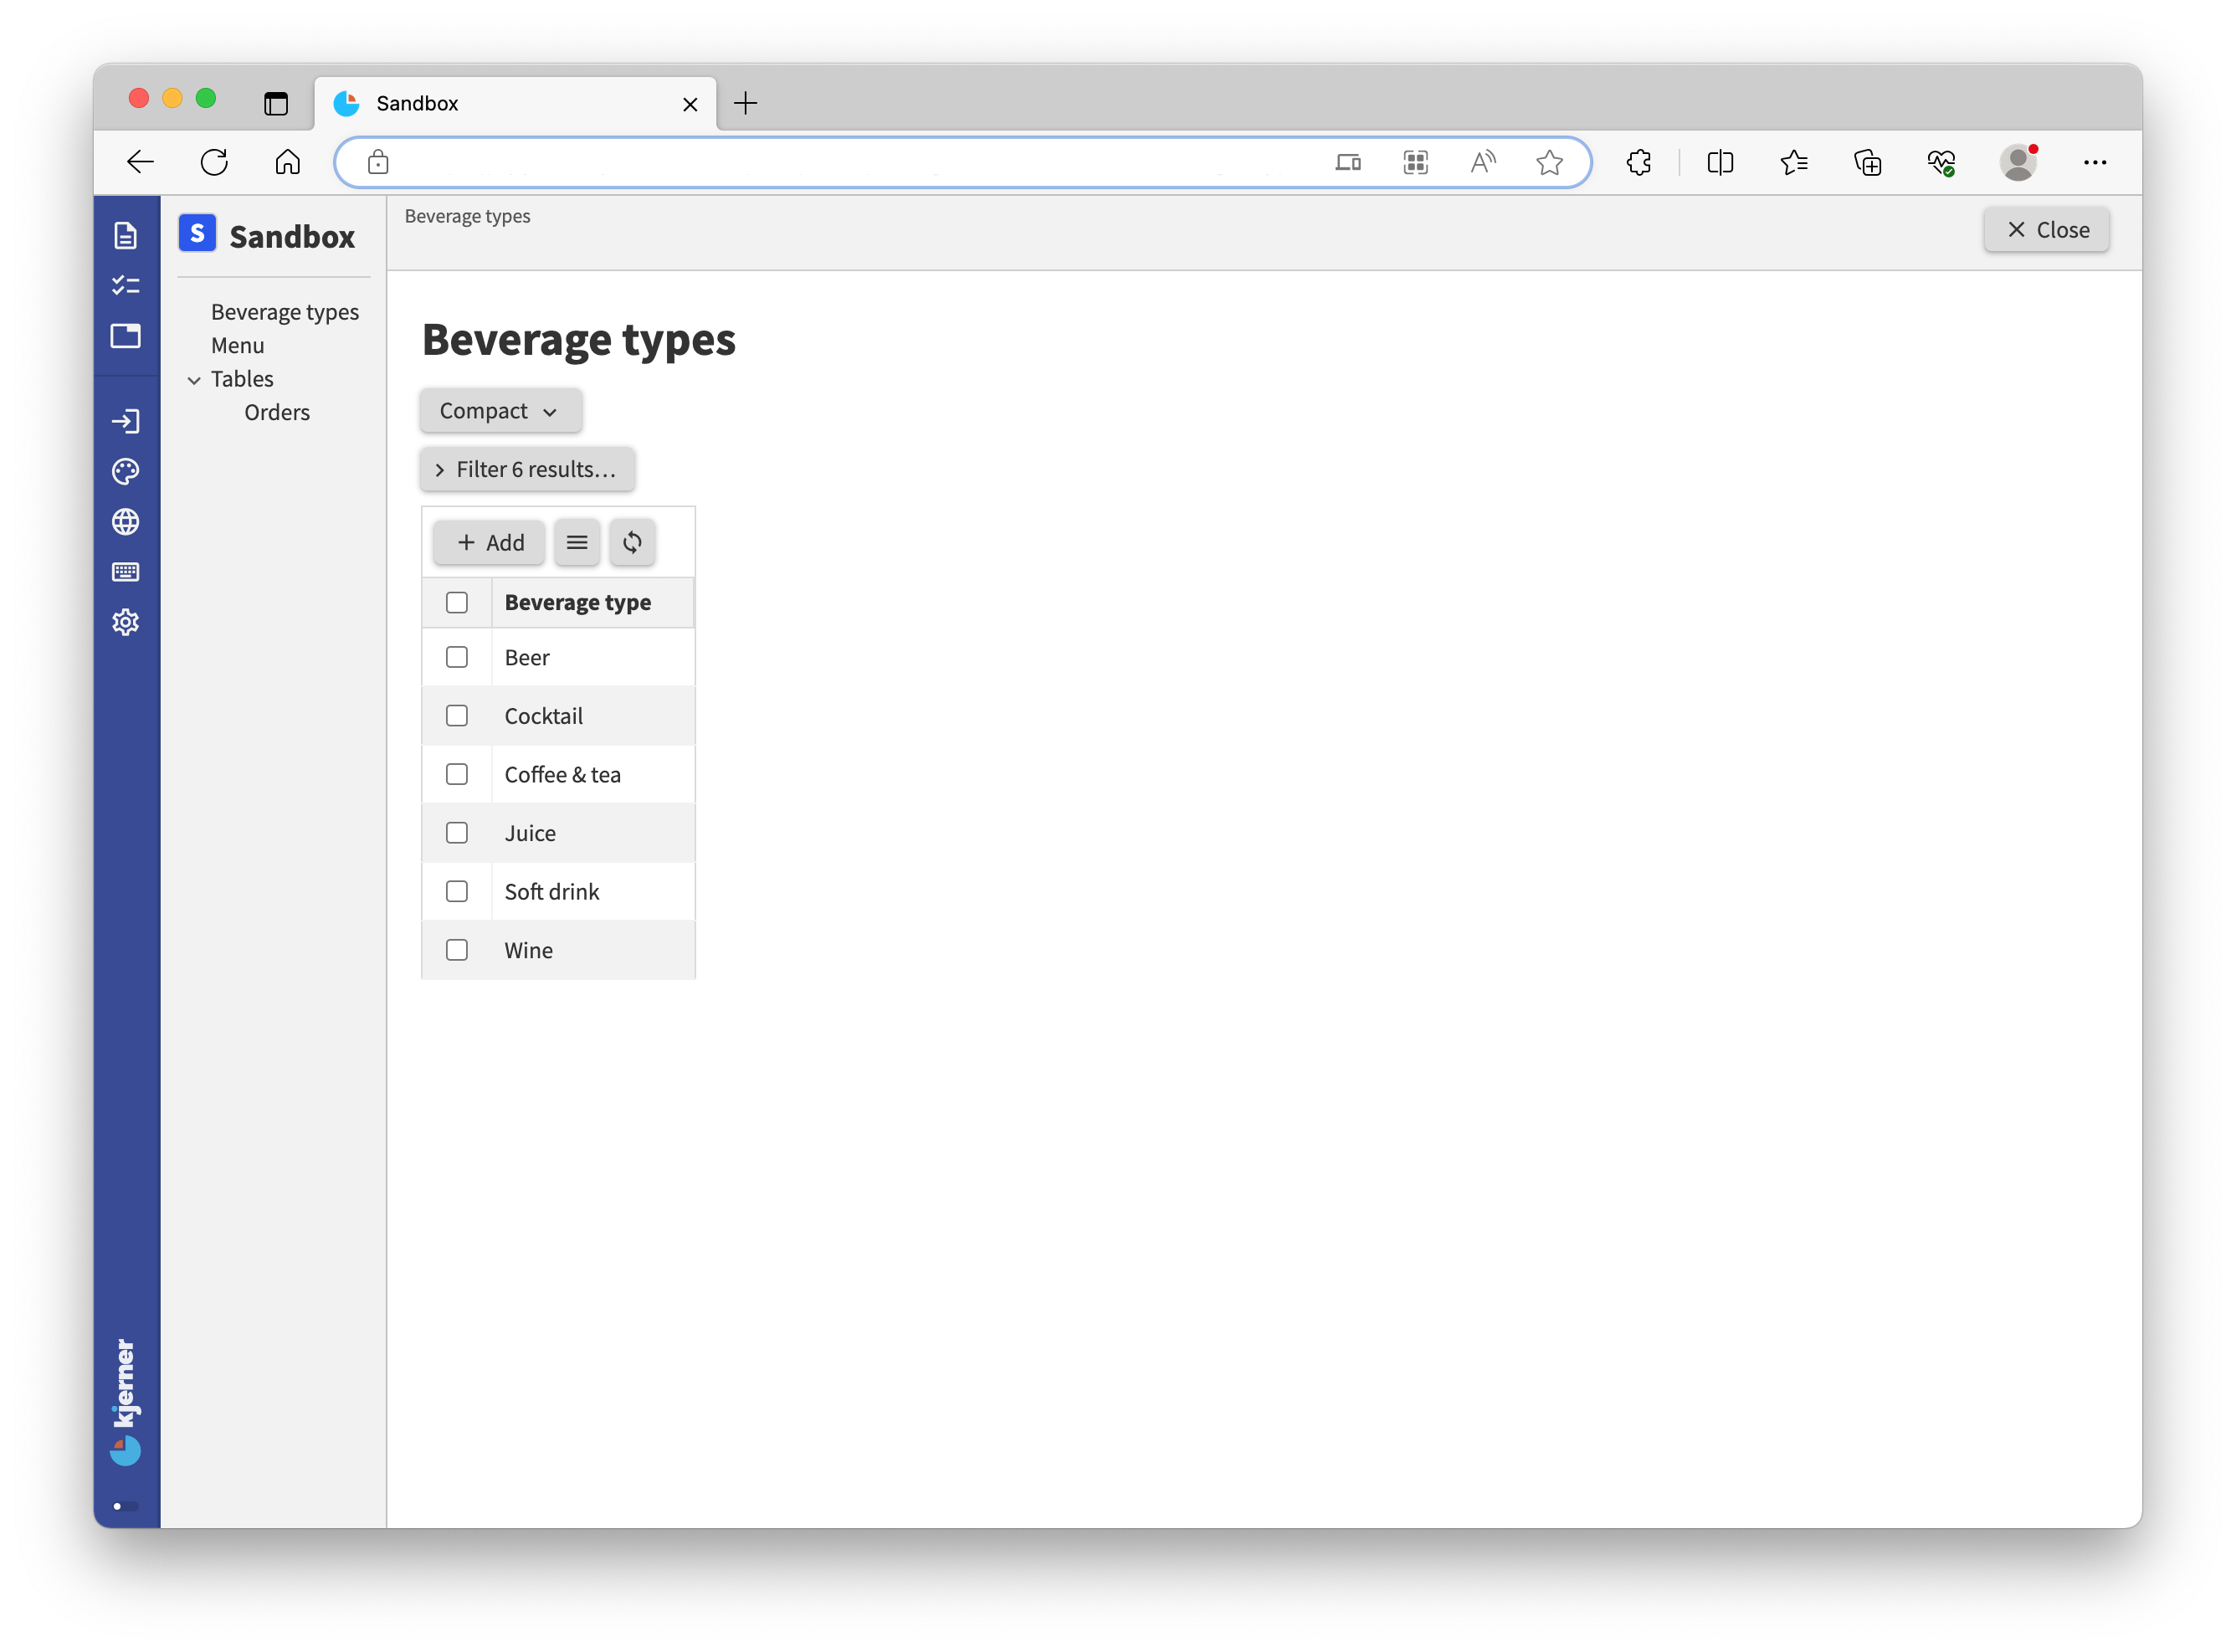 Sandbox
S Sandbox
Beverage types
Menu
Tables
Orders
kjerner
Beverage types
Close
Beverage types
Compact
Filter 6 results...
Add
Beverage type
Beer
Cocktail
Coffee & tea
Juice
Soft drink
Wine